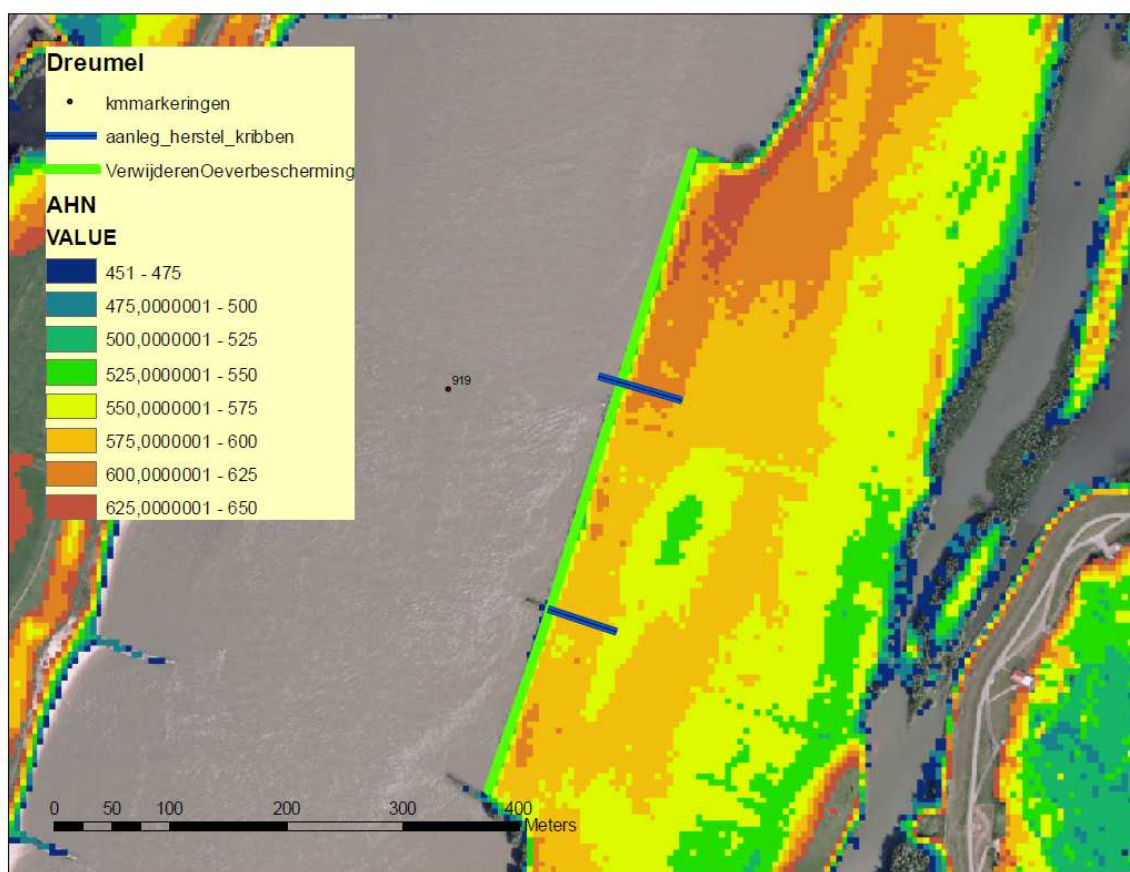 Dreumel
kmmarkeringen
aanleg_herstel_kribben
VerwijderenOeverbescherming
AHN
VALUE
451 - 475
475,0000001 - 500
500,0000001 - 525
525,0000001 - 550
550,0000001 - 575
575,0000001 - 600
600,0000001 - 625
625,0000001 - 650
919
0 50 100 200 300 400
Meters